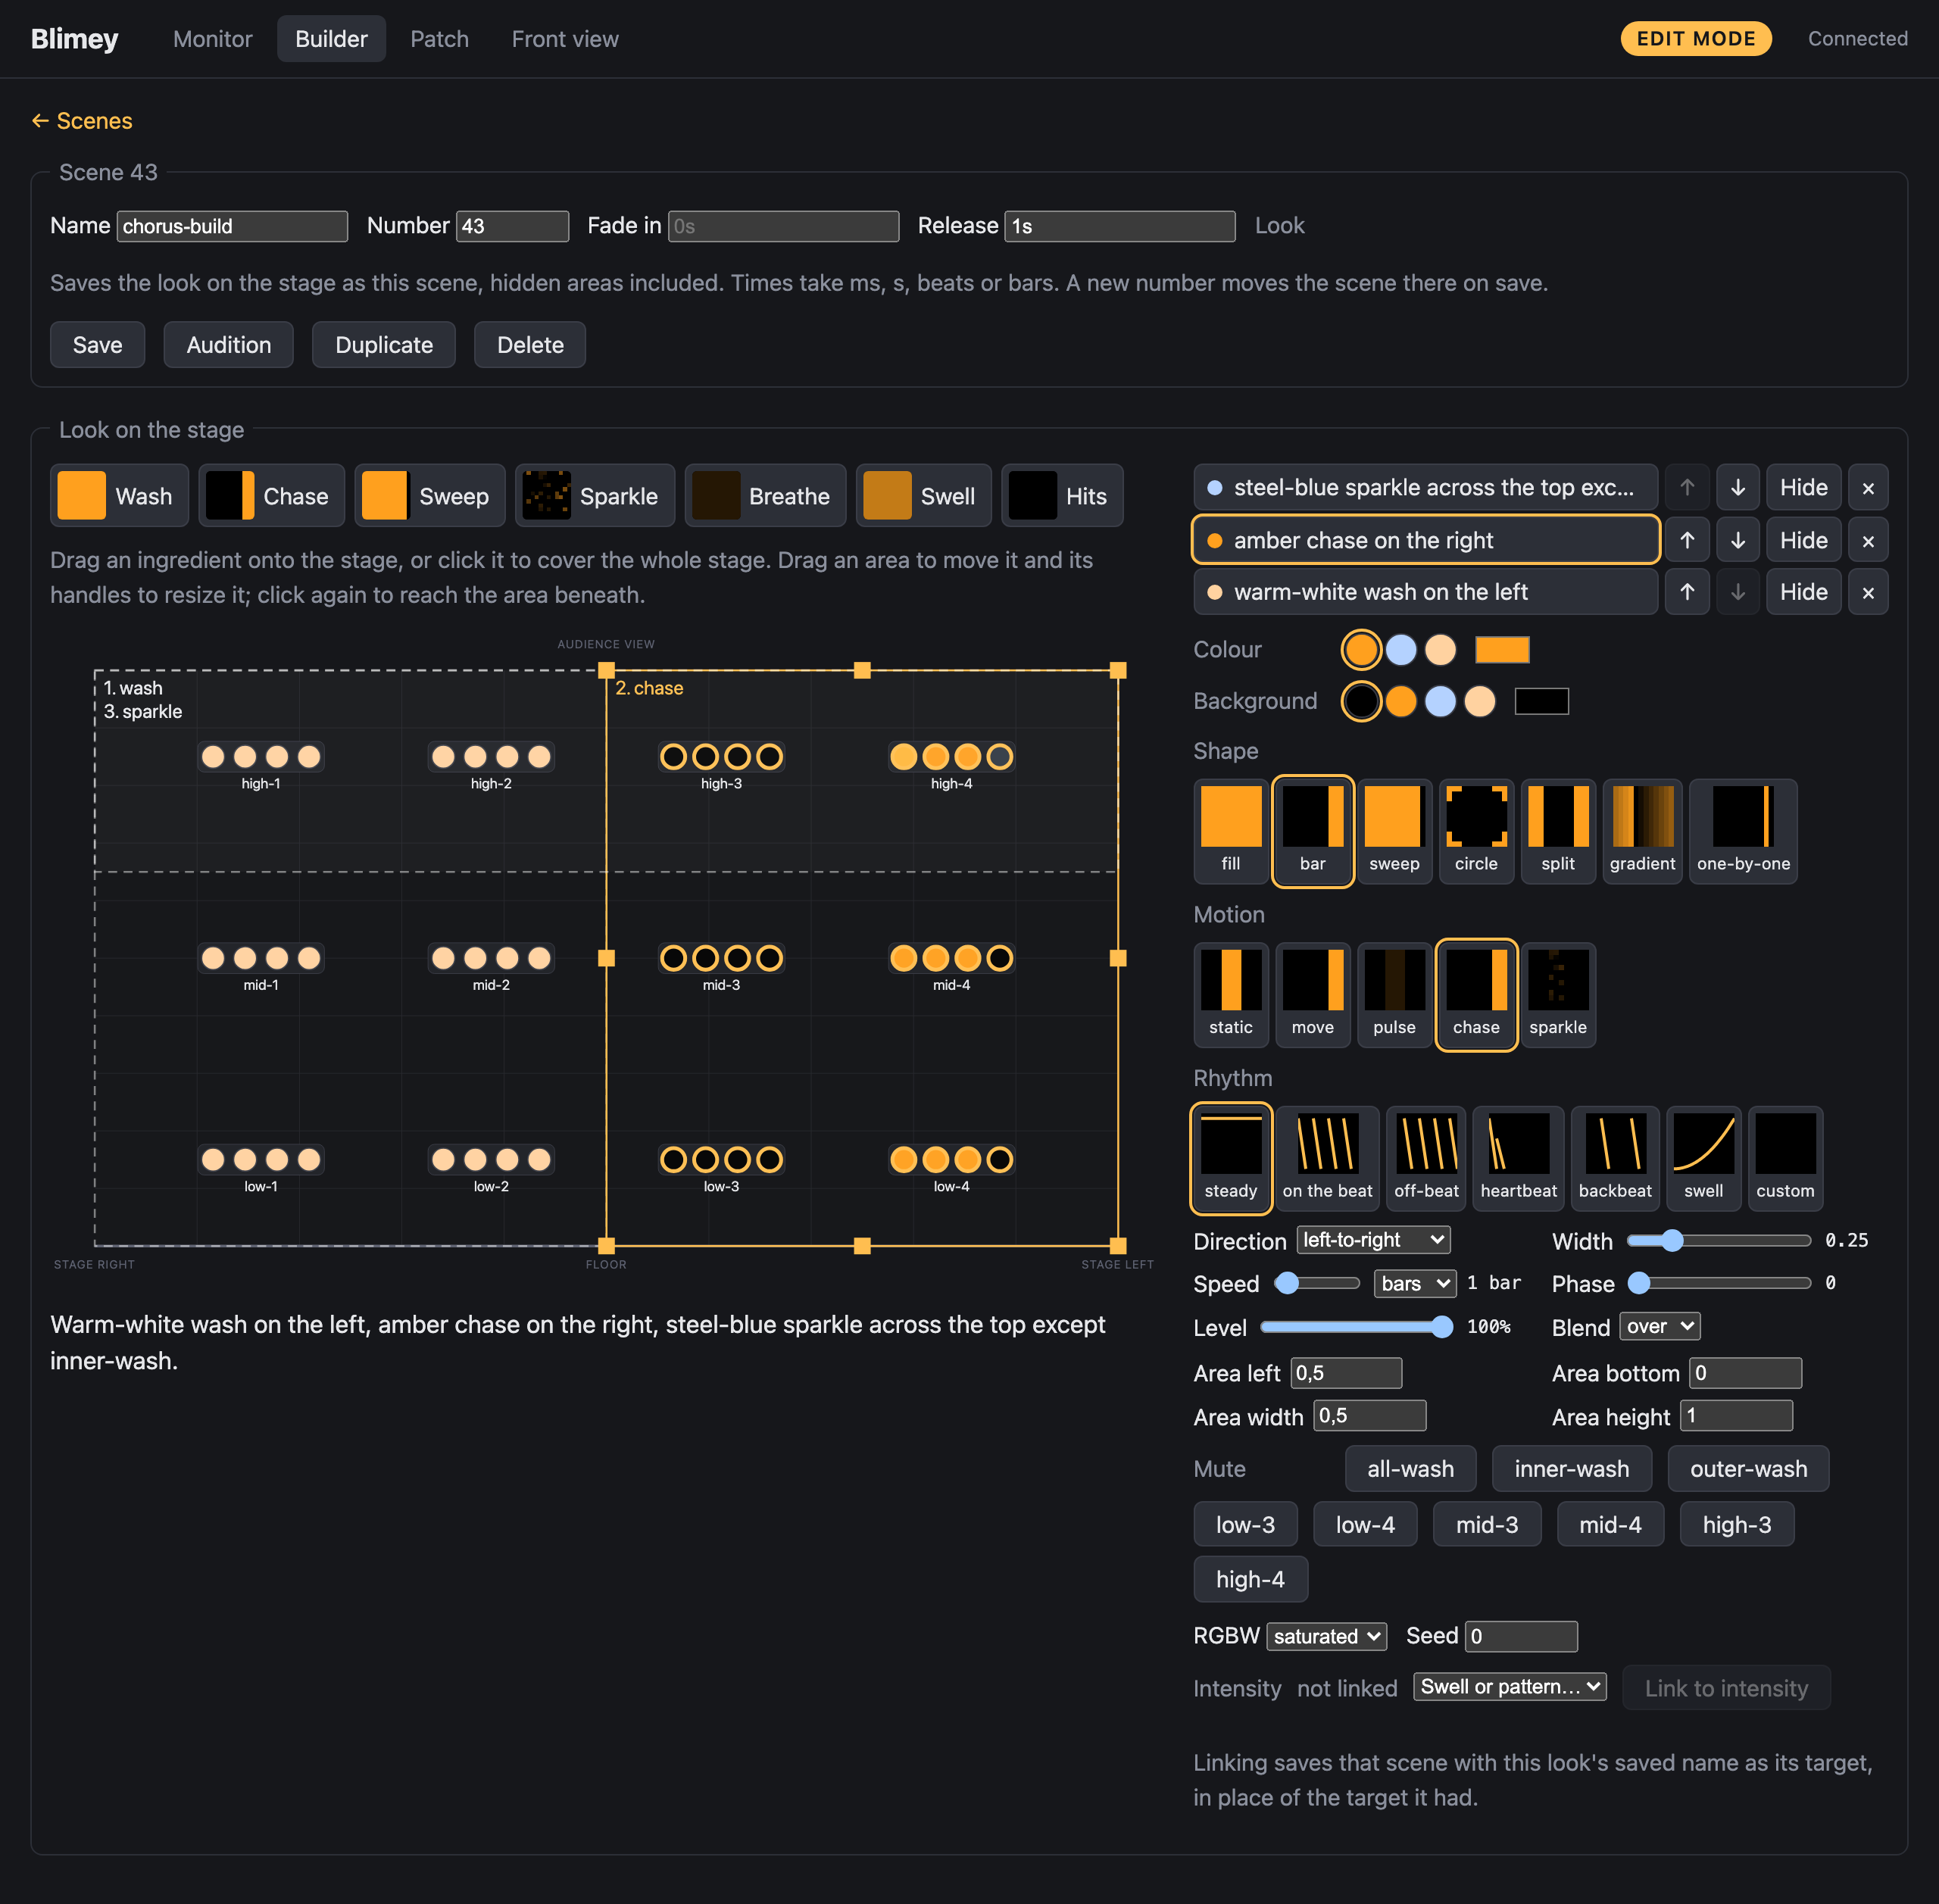 Blimey Monitor Builder Patch Front view EDIT MODE Connected
← Scenes
Scene 43
Name chorus-build Number 43 Fade in 0s Release 1s Look
Saves the look on the stage as this scene, hidden areas included. Times take ms, s, beats or bars. A new number moves the scene there on save.
Save Audition Duplicate Delete
Look on the stage
Wash Chase Sweep Sparkle Breathe Swell Hits
Drag an ingredient onto the stage, or click it to cover the whole stage. Drag an area to move it and its
handles to resize it; click again to reach the area beneath.
AUDIENCE VIEW
1. wash
3. sparkle
2. chase
high-1 high-2 high-3 high-4
mid-1 mid-2 mid-3 mid-4
low-1 low-2 low-3 low-4
STAGE RIGHT FLOOR STAGE LEFT
Warm-white wash on the left, amber chase on the right, steel-blue sparkle across the top except
inner-wash.
steel-blue sparkle across the top exc... ↑ ↓ Hide ×
amber chase on the right ↑ ↓ Hide ×
warm-white wash on the left ↑ ↓ Hide ×
Colour
Background
Shape
fill bar sweep circle split gradient one-by-one
Motion
static move pulse chase sparkle
Rhythm
steady on the beat off-beat heartbeat backbeat swell custom
Direction left-to-right Width 0.25
Speed bars 1 bar Phase 0
Level 100% Blend over
Area left 0,5 Area bottom 0
Area width 0,5 Area height 1
Mute all-wash inner-wash outer-wash
low-3 low-4 mid-3 mid-4 high-3
high-4
RGBW saturated Seed 0
Intensity not linked Swell or pattern... Link to intensity
Linking saves that scene with this look's saved name as its target,
in place of the target it had.